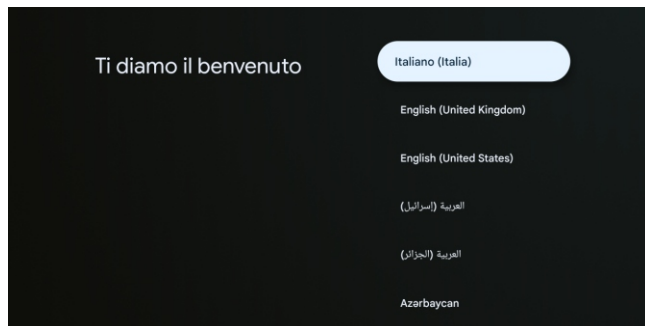 Ti diamo il benvenuto
Italiano (Italia)
English (United Kingdom)
English (United States)
العربية (إسرائيل)
العربية (الجزائر)
Azərbaycan